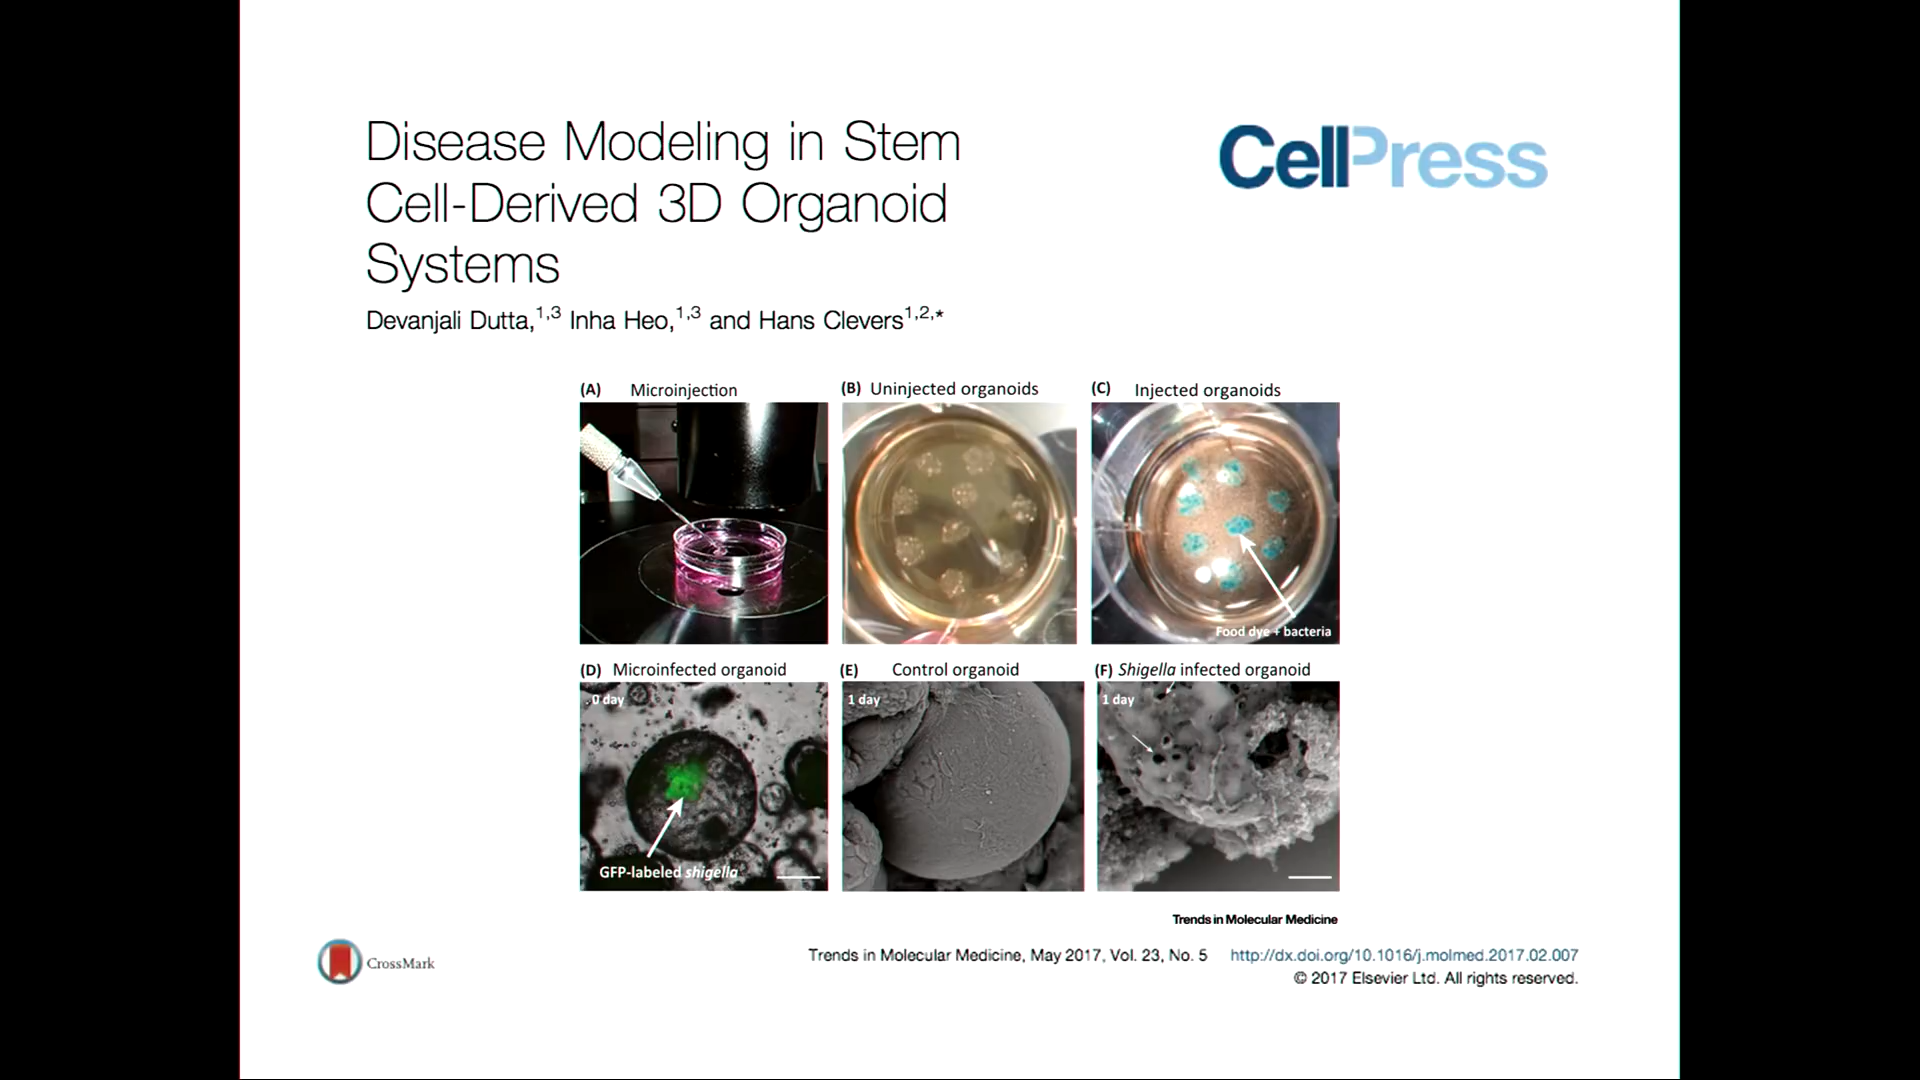 Disease Modeling in Stem
Cell-Derived 3D Organoid
Systems
CellPress
Devanjali Dutta,1,3 Inha Heo,1,3 and Hans Clevers1,2,*
(A) Microinjection
(B) Uninjected organoids
(C) Injected organoids
Food dye + bacteria
(D) Microinfected organoid
0 day
GFP-labeled shigella
(E) Control organoid
1 day
(F) Shigella infected organoid
1 day
Trends in Molecular Medicine
CrossMark
Trends in Molecular Medicine, May 2017, Vol. 23, No. 5 http://dx.doi.org/10.1016/j.molmed.2017.02.007
© 2017 Elsevier Ltd. All rights reserved.